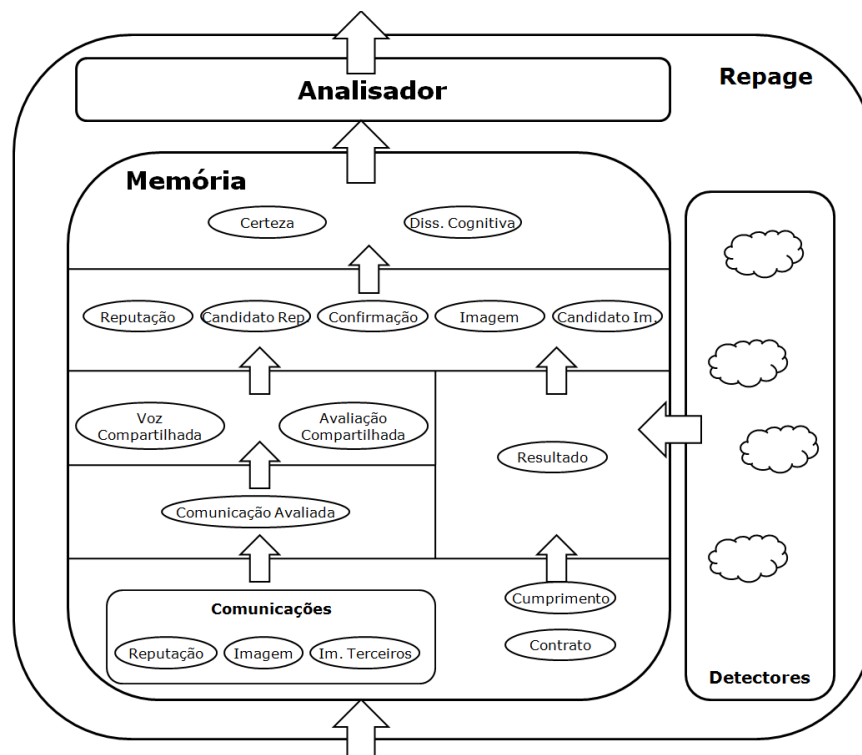 Repage
Analisador
Memória
Certeza
Diss. Cognitiva
Reputação
Candidato Rep.
Confirmação
Imagem
Candidato Im.
Voz
Compartilhada
Avaliação
Compartilhada
Resultado
Comunicação Avaliada
Comunicações
Reputação
Imagem
Im. Terceiros
Cumprimento
Contrato
Detectores